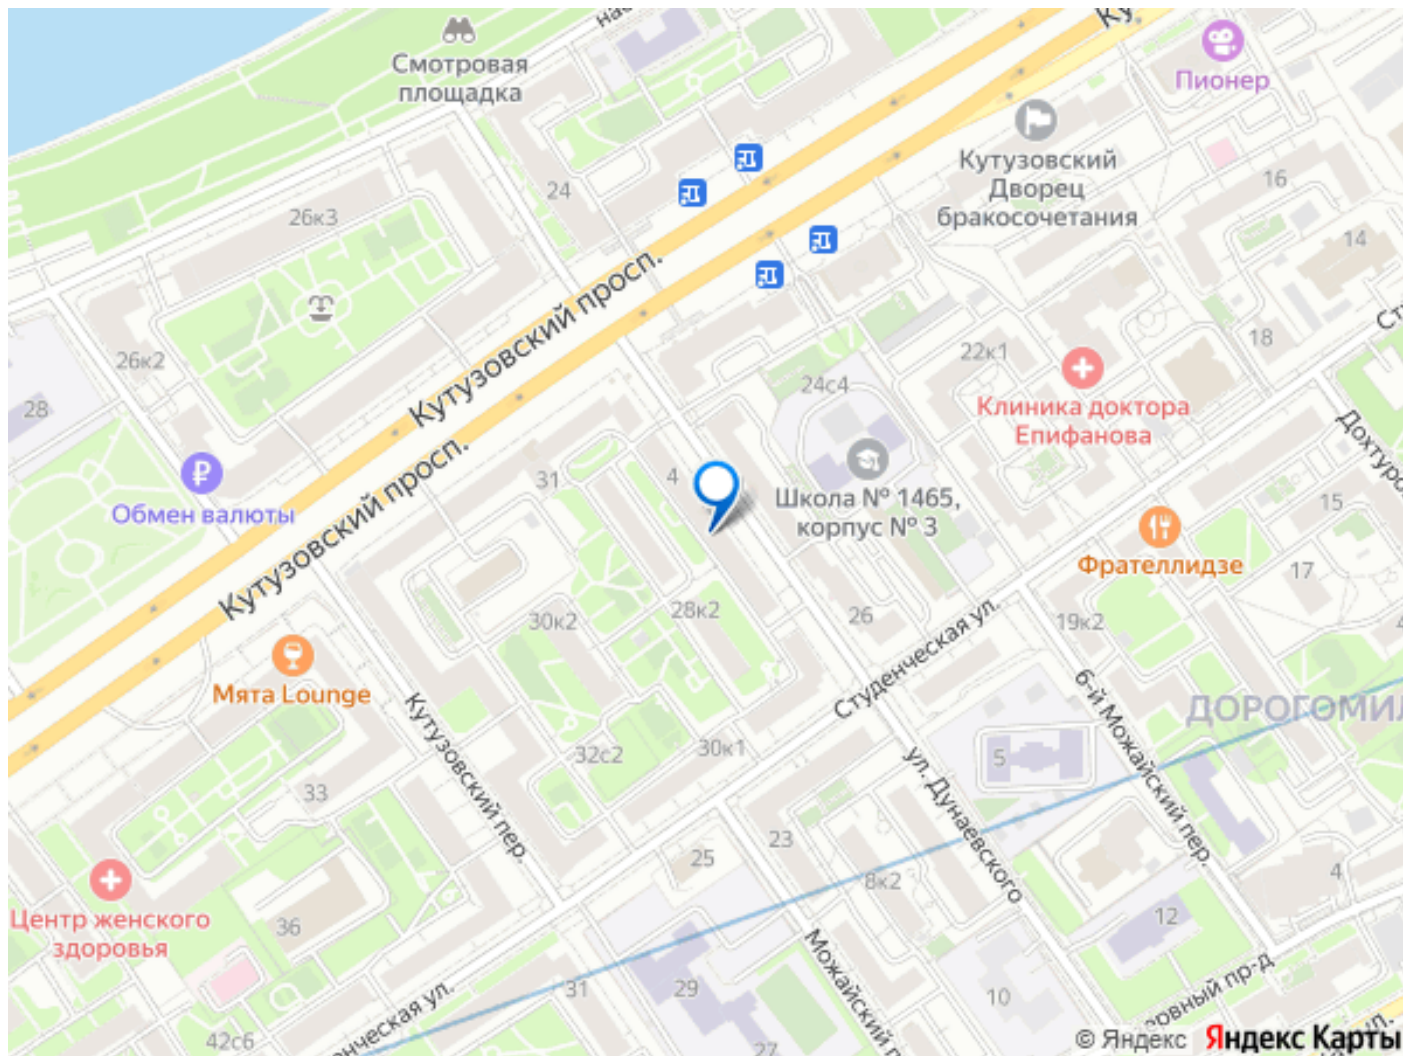 Смотровая
площадка
Пионер
Кутузовский
Дворец
бракосочетания
24
16
26к3
14
Кутузовский просп.
26к2
22к1
18
24с4
28
Клиника доктора
Епифанова
31
4
Школа № 1465,
корпус № 3
15
Обмен валюты
Кутузовский просп.
Фрателлидзе
17
30к2
28к2
26
19к2
Студенческая ул.
Мята Lounge
6-й Можайский пер.
Кутузовский пер.
32с2
30к1
5
ул. Дунаевского
33
23
25
8к2
4
Центр женского
здоровья
36
12
31
29
10
42с6
27
© Яндекс Яндекс Карты